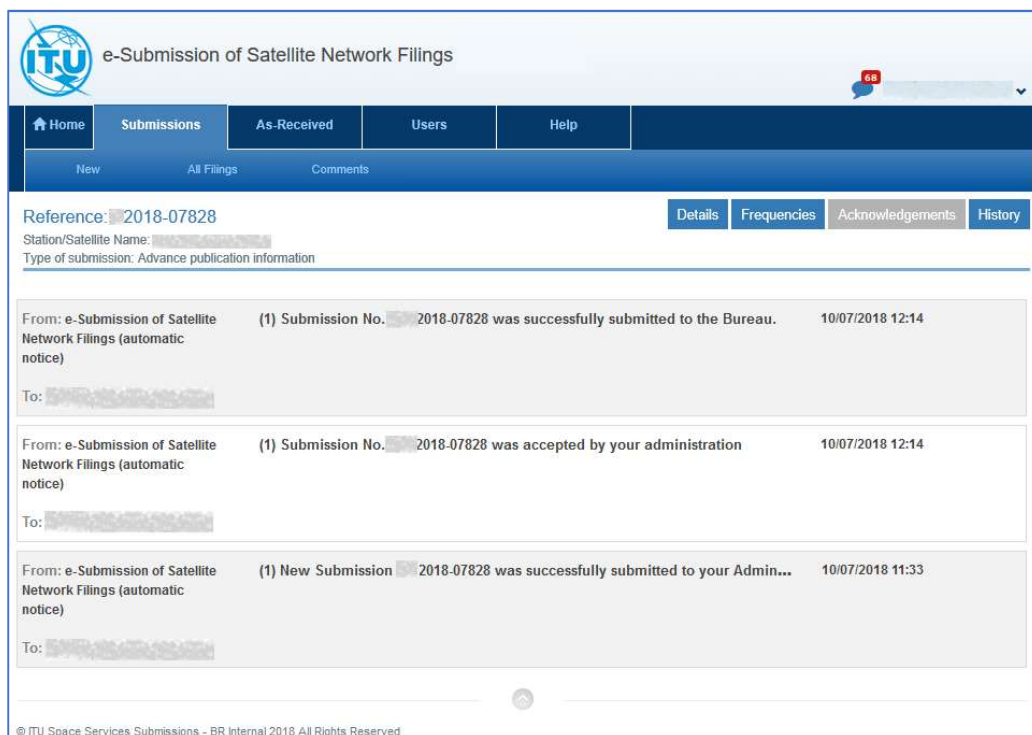 ITU
e-Submission of Satellite Network Filings
68
Home Submissions As-Received Users Help
New All Filings Comments
Reference: 2018-07828
Details Frequencies Acknowledgements History
Station/Satellite Name:
Type of submission: Advance publication information
From: e-Submission of Satellite (1) Submission No. 2018-07828 was successfully submitted to the Bureau. 10/07/2018 12:14
Network Filings (automatic
notice)
To:
From: e-Submission of Satellite (1) Submission No. 2018-07828 was accepted by your administration 10/07/2018 12:14
Network Filings (automatic
notice)
To:
From: e-Submission of Satellite (1) New Submission 2018-07828 was successfully submitted to your Admin... 10/07/2018 11:33
Network Filings (automatic
notice)
To:
© ITU Space Services Submissions - BR Internal 2018 All Rights Reserved